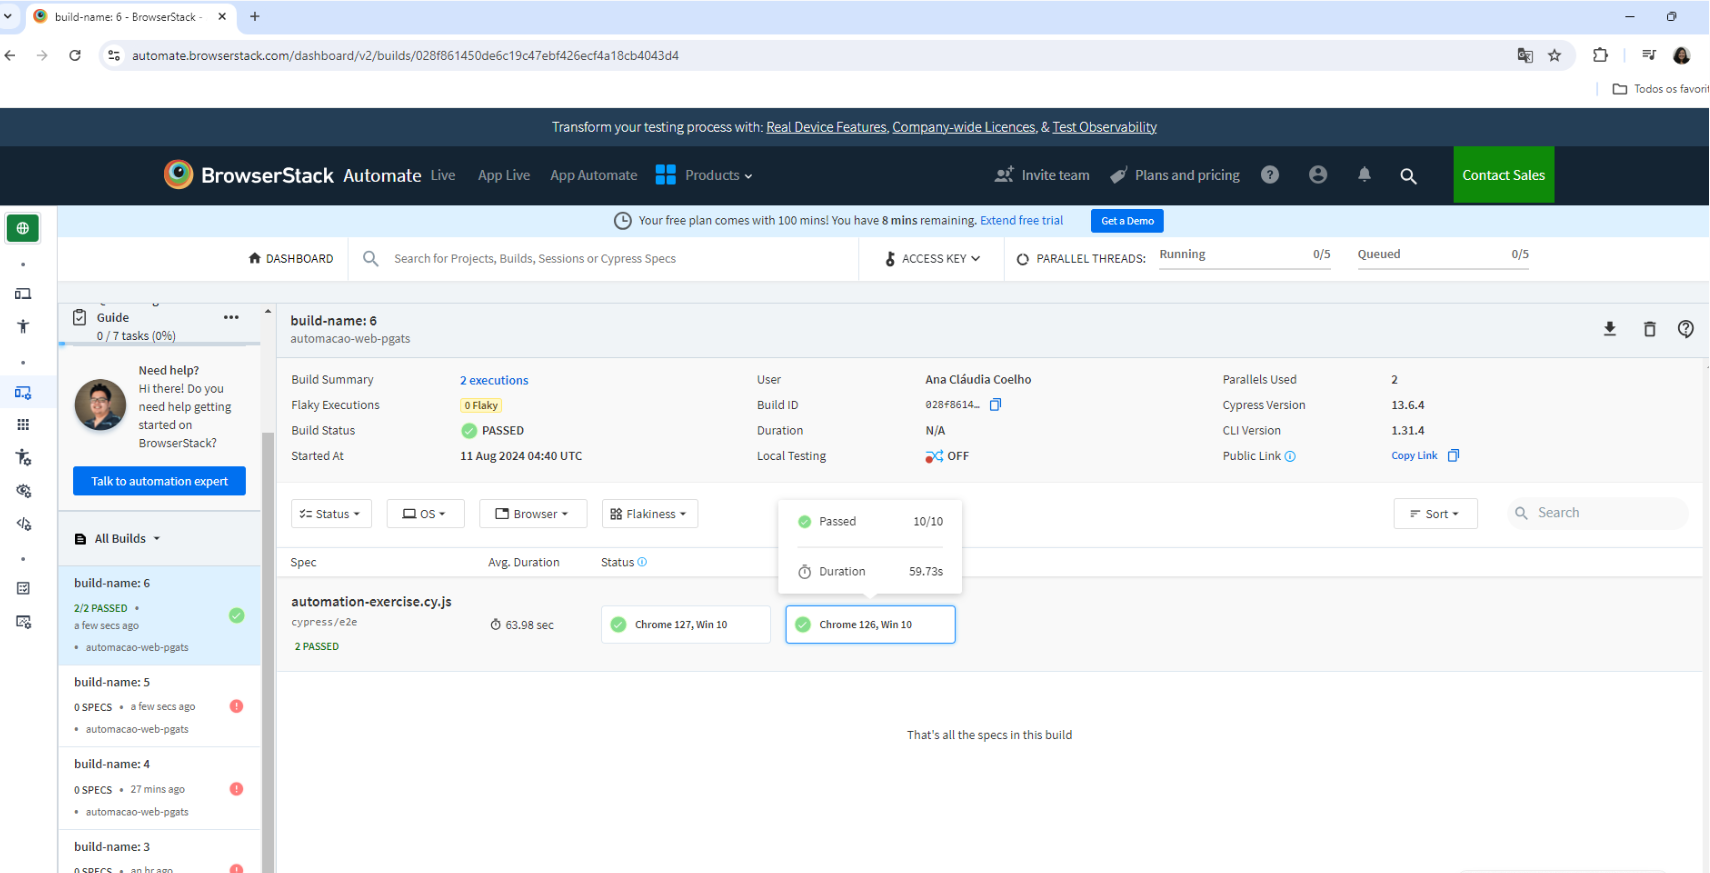 build-name: 6 - BrowserStack -
automate.browserstack.com/dashboard/v2/builds/028f861450de6c19c47ebf426ecf4a18cb4043d4
Todos os favorit
Transform your testing process with: Real Device Features, Company-wide Licences, & Test Observability
BrowserStack Automate Live App Live App Automate Products Invite team Plans and pricing ? Contact Sales
Your free plan comes with 100 mins! You have 8 mins remaining. Extend free trial Get a Demo
DASHBOARD Search for Projects, Builds, Sessions or Cypress Specs ACCESS KEY PARALLEL THREADS: Running 0/5 Queued 0/5
Guide
0 / 7 tasks (0%)
Need help?
Hi there! Do you
need help getting
started on
BrowserStack?
Talk to automation expert
All Builds
build-name: 6
2/2 PASSED •
a few secs ago
• automacao-web-pgats
build-name: 5
0 SPECS • a few secs ago
• automacao-web-pgats
build-name: 4
0 SPECS • 27 mins ago
• automacao-web-pgats
build-name: 3
0 SPECS • an hr ago
build-name: 6
automacao-web-pgats
Build Summary 2 executions User Ana Cláudia Coelho Parallels Used 2
Flaky Executions 0 Flaky Build ID 028f8614… Cypress Version 13.6.4
Build Status PASSED Duration N/A CLI Version 1.31.4
Started At 11 Aug 2024 04:40 UTC Local Testing OFF Public Link Copy Link
Status OS Browser Flakiness Sort Search
Passed 10/10
Duration 59.73s
Spec Avg. Duration Status
automation-exercise.cy.js
cypress/e2e
2 PASSED
63.98 sec
Chrome 127, Win 10
Chrome 126, Win 10
That's all the specs in this build